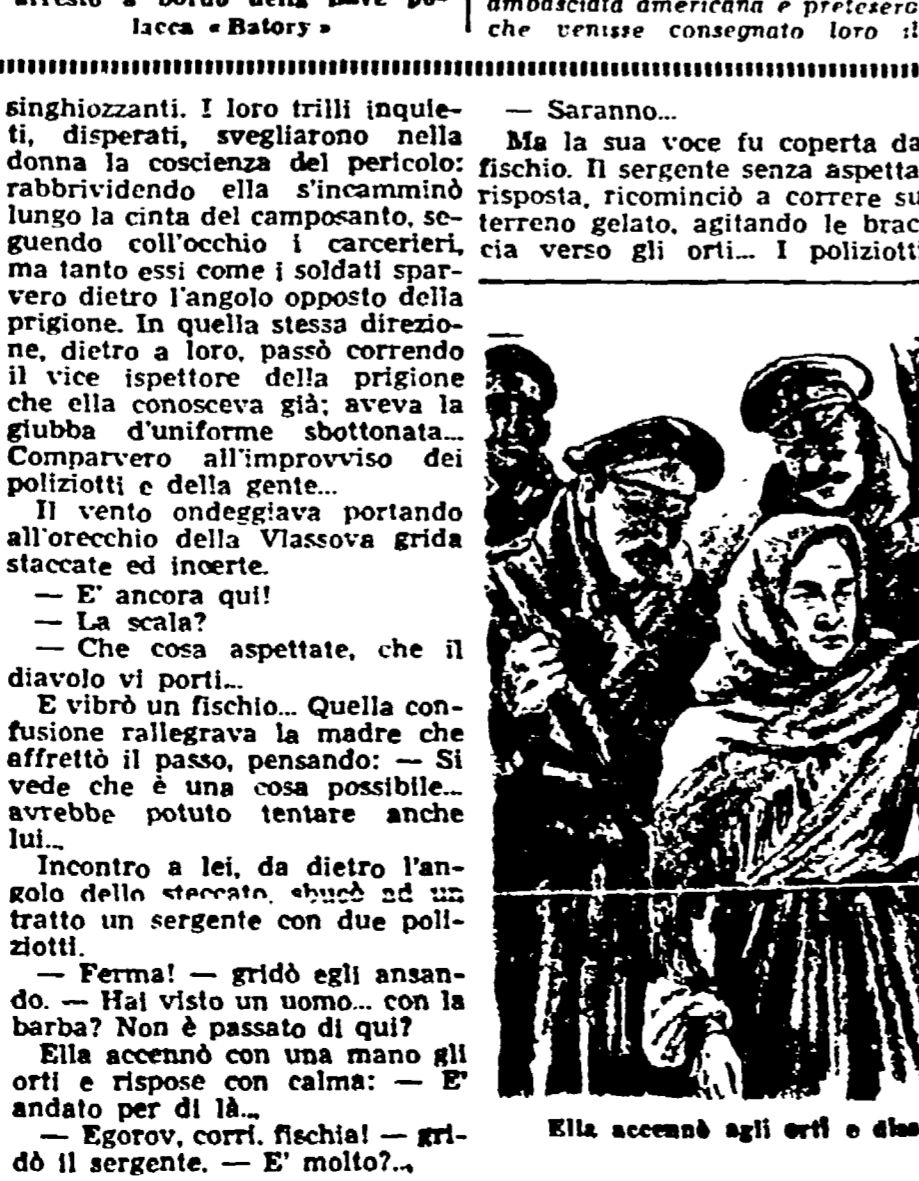 arresto a bordo della nave po-
lacca « Batory »
ambasciata americana e pretesero
che venisse consegnato loro il
singhiozzanti. I loro trilli inquie-
ti, disperati, svegliarono nella
donna la coscienza del pericolo:
rabbrividendo ella s'incamminò
lungo la cinta del camposanto, se-
guendo coll'occhio i carcerieri,
ma tanto essi come i soldati spar-
vero dietro l'angolo opposto della
prigione. In quella stessa direzio-
ne, dietro a loro, passò correndo
il vice ispettore della prigione
che ella conosceva già; aveva la
giubba d'uniforme sbottonata...
Comparvero all'improvviso dei
poliziotti e della gente...
Il vento ondeggiava portando
all'orecchio della Vlassova grida
staccate ed incerte.
— E' ancora qui!
— La scala?
— Che cosa aspettate, che il
diavolo vi porti...
E vibrò un fischio... Quella con-
fusione rallegrava la madre che
affrettò il passo, pensando: — Si
vede che è una cosa possibile...
avrebbe potuto tentare anche
lui...
Incontro a lei, da dietro l'an-
golo dello steccato, sbucò ad un
tratto un sergente con due poli-
ziotti.
— Ferma! — gridò egli ansan-
do. — Hai visto un uomo... con la
barba? Non è passato di qui?
Ella accennò con una mano gli
orti e rispose con calma: — E'
andato per di là...
— Egorov, corri, fischia! — gri-
dò il sergente. — E' molto?...
— Saranno...
Ma la sua voce fu coperta da
fischio. Il sergente senza aspetta
risposta, ricominciò a correre su
terreno gelato, agitando le brac
cia verso gli orti... I poliziotti
Ella accennò agli orti e diss